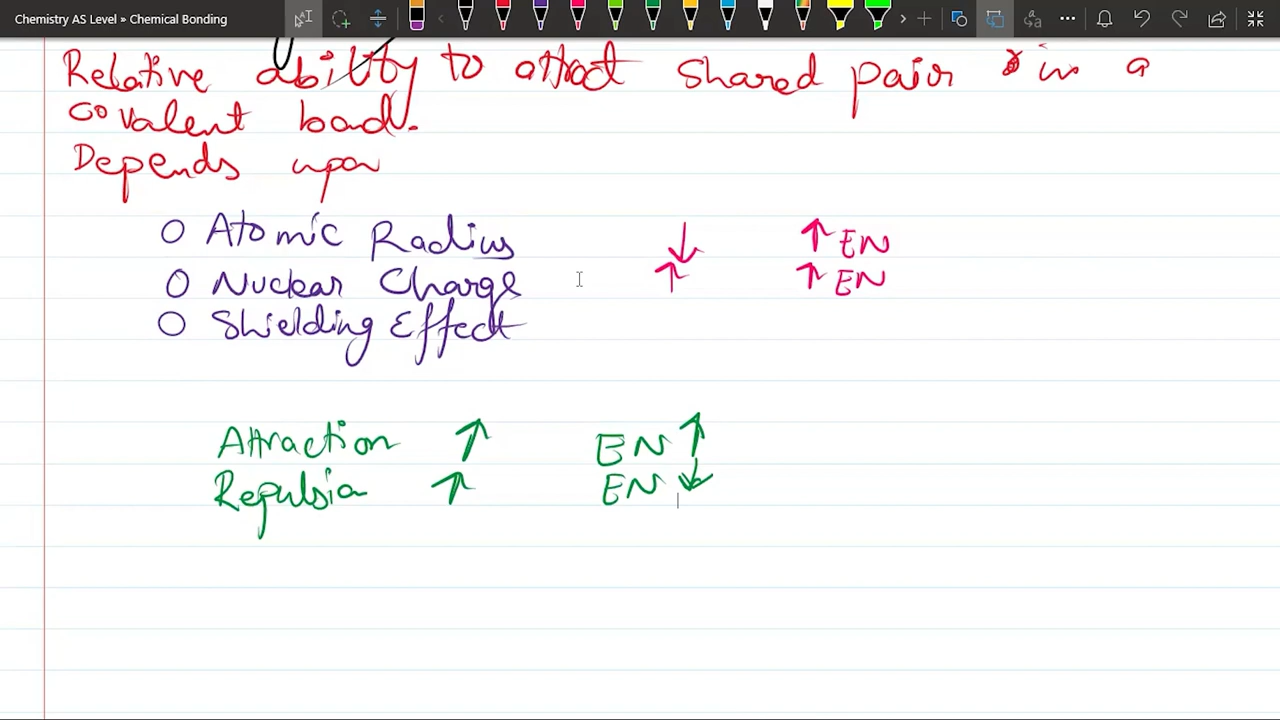 Chemistry AS Level » Chemical Bonding
Relative ability to attract shared pair in a
covalent bond.
Depends upon
O Atomic Radius ↓ ↑ EN
O Nuclear Charge ↑ ↑ EN
O Shielding Effect
Attraction ↑ EN ↑
Repulsion ↑ EN ↓